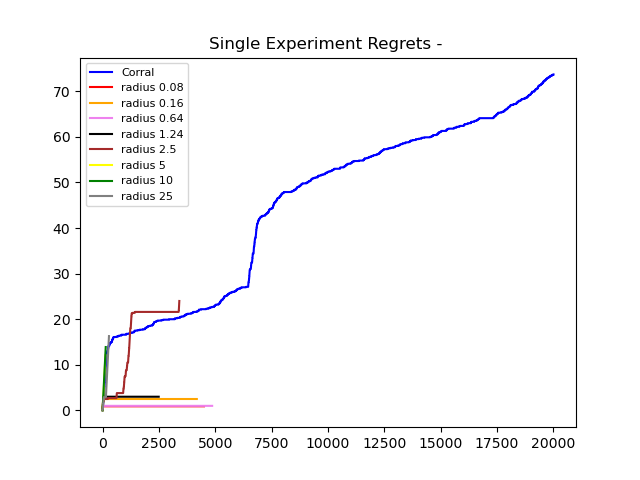 Single Experiment Regrets -
Corral
radius 0.08
radius 0.16
radius 0.64
radius 1.24
radius 2.5
radius 5
radius 10
radius 25
70
60
50
40
30
20
10
0
0 2500 5000 7500 10000 12500 15000 17500 20000